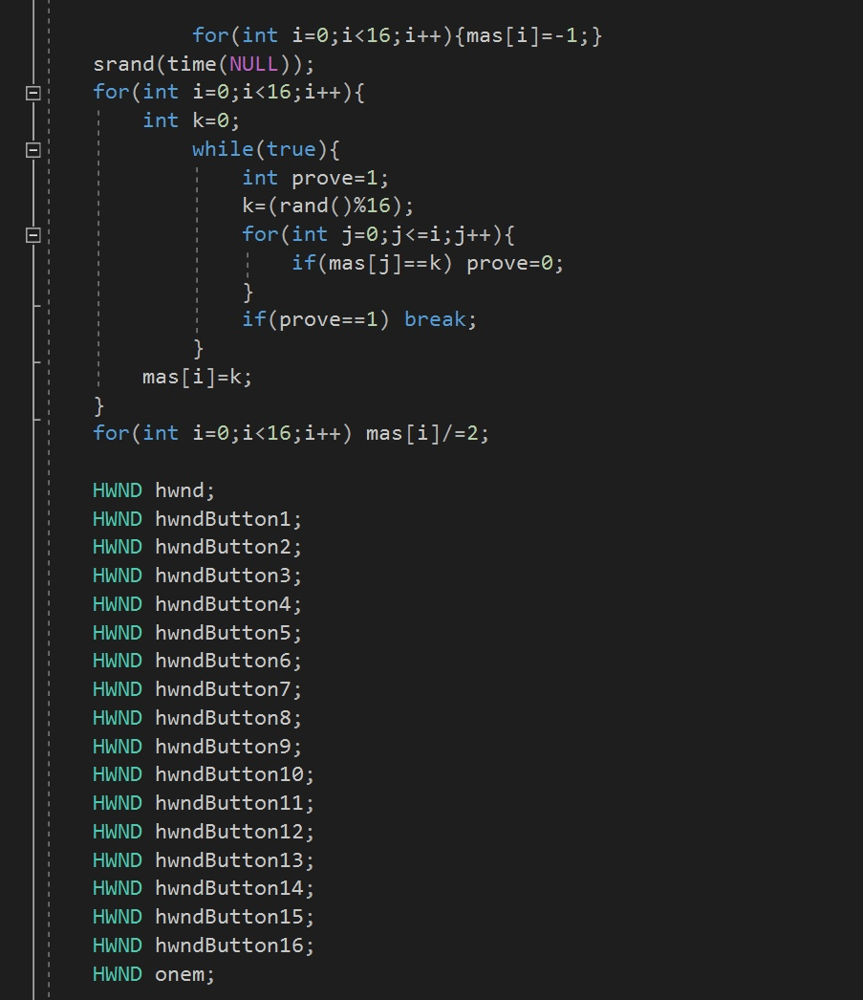 for(int i=0;i<16;i++){mas[i]=-1;}
srand(time(NULL));
for(int i=0;i<16;i++){
int k=0;
while(true){
int prove=1;
k=(rand()%16);
for(int j=0;j<=i;j++){
if(mas[j]==k) prove=0;
}
if(prove==1) break;
}
mas[i]=k;
}
for(int i=0;i<16;i++) mas[i]/=2;
HWND hwnd;
HWND hwndButton1;
HWND hwndButton2;
HWND hwndButton3;
HWND hwndButton4;
HWND hwndButton5;
HWND hwndButton6;
HWND hwndButton7;
HWND hwndButton8;
HWND hwndButton9;
HWND hwndButton10;
HWND hwndButton11;
HWND hwndButton12;
HWND hwndButton13;
HWND hwndButton14;
HWND hwndButton15;
HWND hwndButton16;
HWND onem;